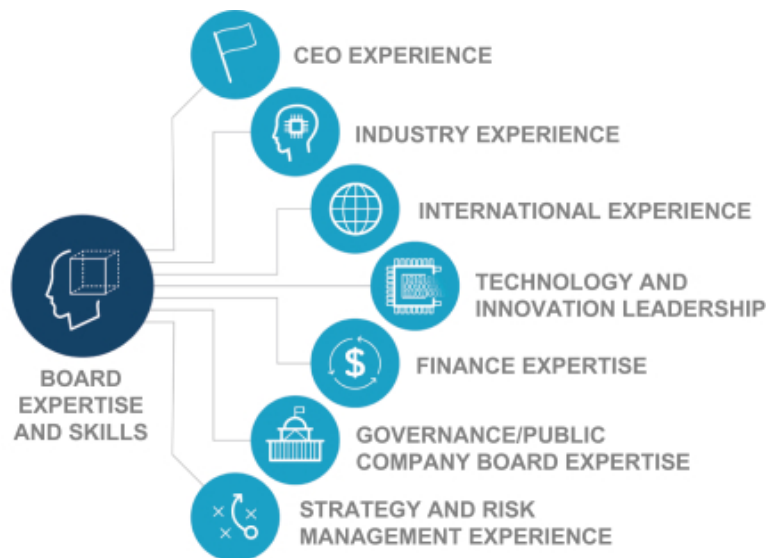 CEO EXPERIENCE
INDUSTRY EXPERIENCE
INTERNATIONAL EXPERIENCE
TECHNOLOGY AND
INNOVATION LEADERSHIP
$
FINANCE EXPERTISE
BOARD
EXPERTISE
AND SKILLS
GOVERNANCE/PUBLIC
COMPANY BOARD EXPERTISE
STRATEGY AND RISK
MANAGEMENT EXPERIENCE